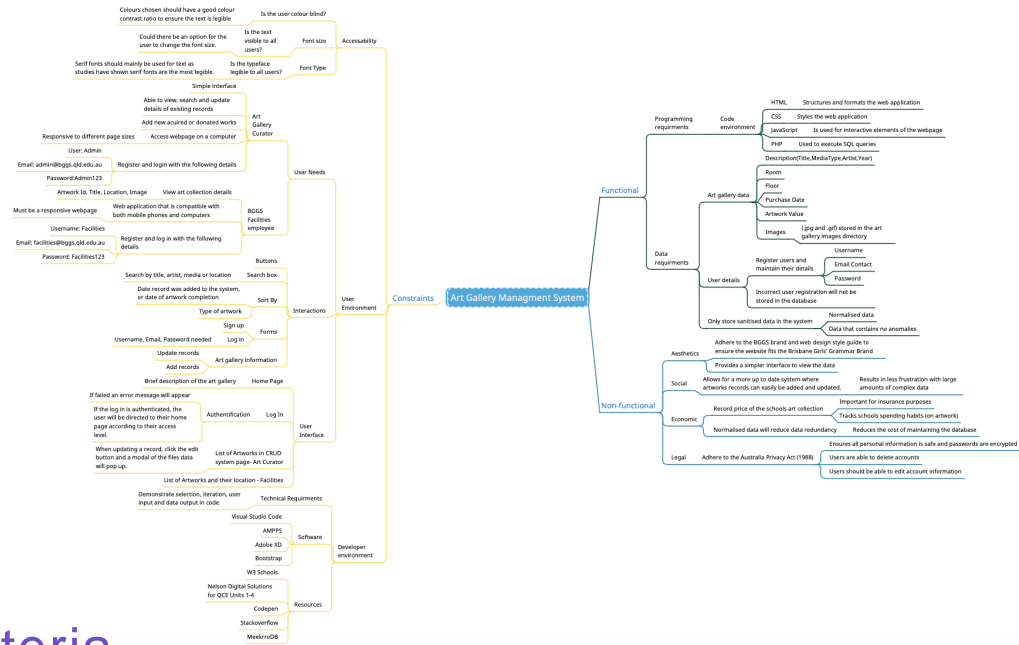 Art Gallery Managment System
Constraints
Accessability
Is the user colour blind?
Colours chosen should have a good colour
contrast ratio to ensure the text is legible
Font size
Is the text
visible to all
users?
Could there be an option for the
user to change the font size.
Font Type
Is the typeface
legible to all users?
Serif fonts should mainly be used for text as
studies have shown serif fonts are the most legible.
User
Environment
User Needs
Art
Gallery
Curator
Simple interface
Able to view, search and update
details of existing records
Add new acuired or donated works
Access webpage on a computer
Responsive to different page sizes
Register and login with the following details
User: Admin
Email: admin@bggs.qld.edu.au
Password:Admin123
BGGS
Facilities
employee
View art collection details
Artwork Id, Title, Location, Image
Web application that is compatible with
both mobile phones and computers
Must be a responsive webpage
Register and log in with the following
details
Username: Facilities
Email: facilities@bggs.qld.edu.au
Password: Facilities123
Interactions
Buttons
Search box
Search by title, artist, media or location
Sort By
Date record was added to the system,
or date of artwork completion
Type of artwork
Forms
Sign up
Log in
Username, Email, Password needed
Art gallery information
Update records
Add records
User
Interface
Home Page
Brief description of the art gallery
Log In
Authentification
If failed an error message will appear
If the log in is authenticated, the
user will be directed to their home
page according to their access
level.
List of Artworks in CRUD
system page- Art Curator
When updating a record, click the edit
button and a modal of the files data
will pop up.
List of Artworks and their location - Facilities
Developer
environment
Technical Requirments
Demonstrate selection, iteration, user
input and data output in code
Software
Visual Studio Code
AMPPS
Adobe XD
Bootstrap
Resources
W3 Schools
Nelson Digital Solutions
for QCE Units 1-4
Codepen
Stackoverflow
MeekrroDB
Functional
Programming
requirments
Code
environment
HTML
Structures and formats the web application
CSS
Styles the web application
JavaScript
Is used for interactive elements of the webpage
PHP
Used to execute SQL queries
Data
requirments
Art gallery data
Description(Title,MediaType,Artist,Year)
Room
Floor
Purchase Date
Artwork Value
Images
(.jpg and .gif) stored in the art
gallery images directory
User details
Register users and
maintain their details
Username
Email Contact
Password
Incorrect user registration will not be
stored in the database
Only store sanitised data in the system
Normalised data
Data that contains no anomalies
Non-functional
Aesthetics
Adhere to the BGGS brand and web design style guide to
ensure the website fits the Brisbane Girls' Grammar Brand
Provides a simpler interface to view the data
Social
Allows for a more up to date system where
artworks records can easily be added and updated.
Results in less frustration with large
amounts of complex data
Economic
Record price of the schools art collection
Important for insurance purposes
Tracks schools spending habits (on artwork)
Normalised data will reduce data redundancy
Reduces the cost of maintaining the database
Legal
Adhere to the Australia Privacy Act (1988)
Ensures all personal information is safe and passwords are encrypted
Users are able to delete accounts
Users should be able to edit account information